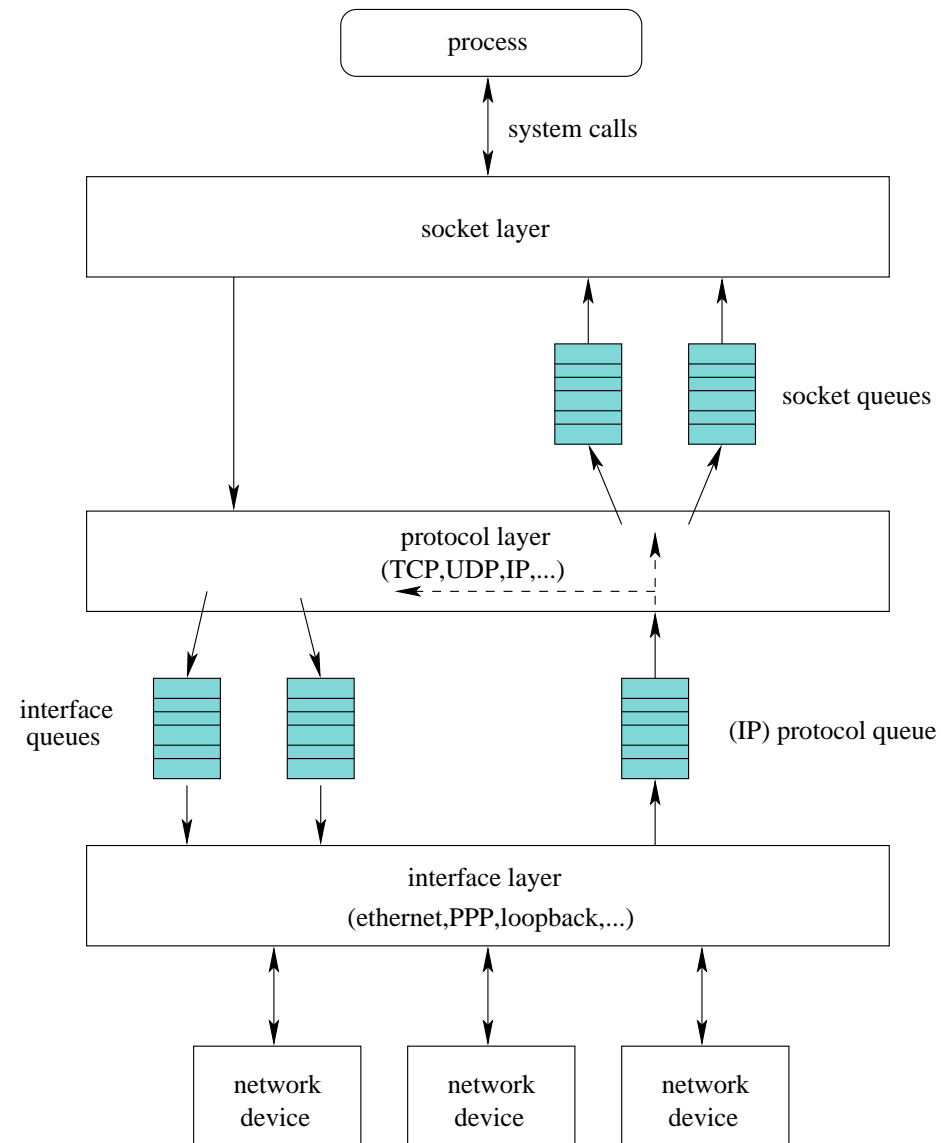 process
system calls
socket layer
socket queues
protocol layer
(TCP,UDP,IP,...)
interface
queues
(IP) protocol queue
interface layer
(ethernet,PPP,loopback,...)
network
device
network
device
network
device